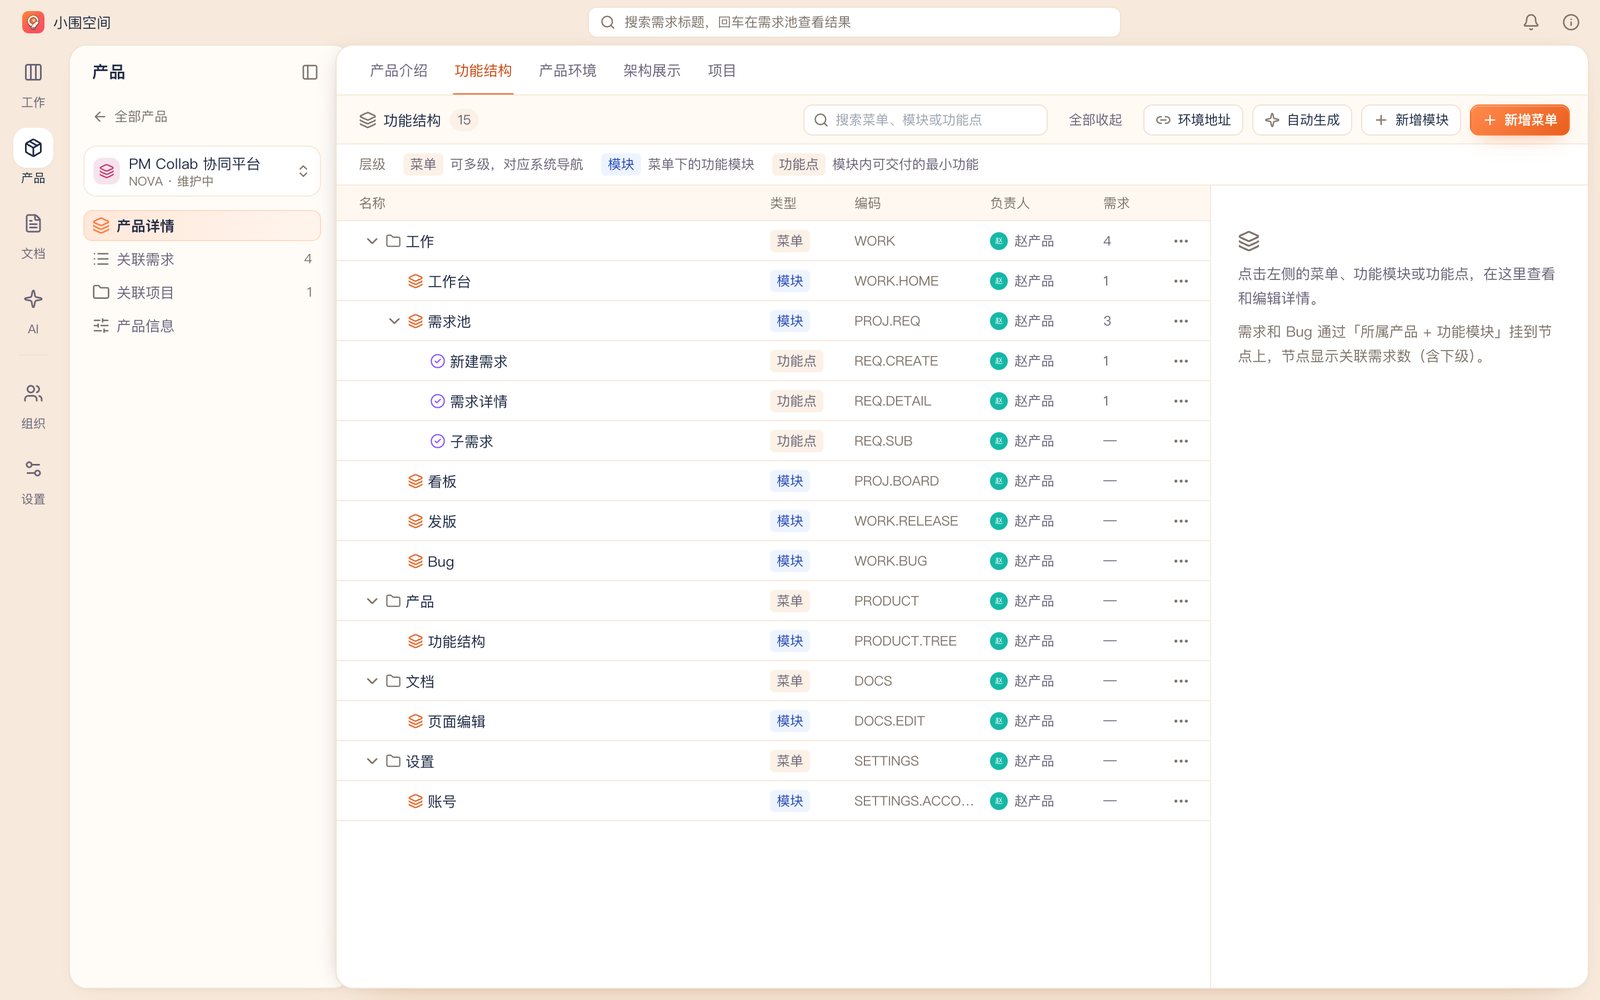 小围空间
搜索需求标题，回车在需求池查看结果
工作
产品
文档
AI
组织
设置
产品
全部产品
PM Collab 协同平台
NOVA · 维护中
产品详情
关联需求 4
关联项目 1
产品信息
产品介绍 功能结构 产品环境 架构展示 项目
功能结构 15
搜索菜单、模块或功能点
全部收起 环境地址 自动生成 新增模块 新增菜单
层级 菜单 可多级，对应系统导航 模块 菜单下的功能模块 功能点 模块内可交付的最小功能
名称 类型 编码 负责人 需求
工作 菜单 WORK 赵 赵产品 4
工作台 模块 WORK.HOME 赵 赵产品 1
需求池 模块 PROJ.REQ 赵 赵产品 3
新建需求 功能点 REQ.CREATE 赵 赵产品 1
需求详情 功能点 REQ.DETAIL 赵 赵产品 1
子需求 功能点 REQ.SUB 赵 赵产品 —
看板 模块 PROJ.BOARD 赵 赵产品 —
发版 模块 WORK.RELEASE 赵 赵产品 —
Bug 模块 WORK.BUG 赵 赵产品 —
产品 菜单 PRODUCT 赵 赵产品 —
功能结构 模块 PRODUCT.TREE 赵 赵产品 —
文档 菜单 DOCS 赵 赵产品 —
页面编辑 模块 DOCS.EDIT 赵 赵产品 —
设置 菜单 SETTINGS 赵 赵产品 —
账号 模块 SETTINGS.ACCO... 赵 赵产品 —
点击左侧的菜单、功能模块或功能点，在这里查看
和编辑详情。
需求和 Bug 通过「所属产品 + 功能模块」挂到节
点上，节点显示关联需求数（含下级）。